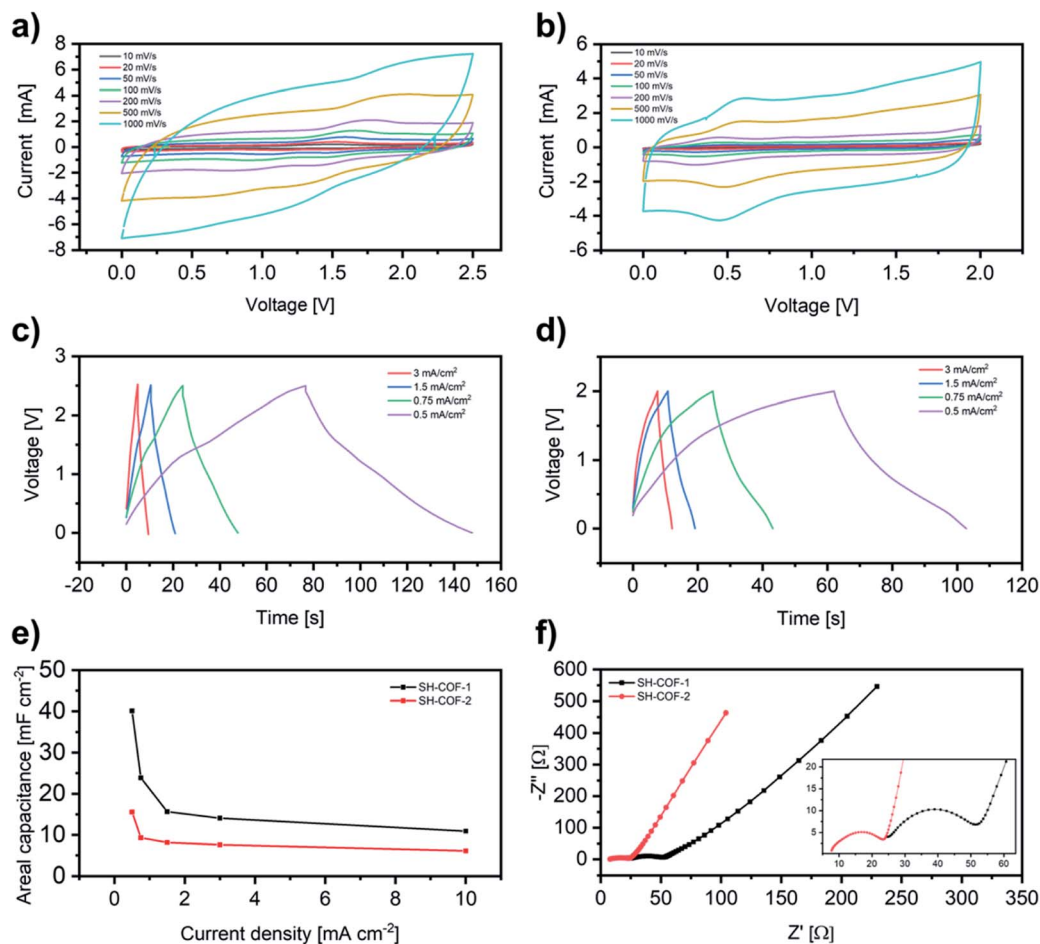 a)
8
6
4
2
0
-2
-4
-6
-8
Current [mA]
10 mV/s
20 mV/s
50 mV/s
100 mV/s
200 mV/s
500 mV/s
1000 mV/s
0.0 0.5 1.0 1.5 2.0 2.5
Voltage [V]
b)
6
4
2
0
-2
-4
-6
Current [mA]
10 mV/s
20 mV/s
50 mV/s
100 mV/s
200 mV/s
500 mV/s
1000 mV/s
0.0 0.5 1.0 1.5 2.0
Voltage [V]
c)
3
2
1
0
Voltage [V]
3 mA/cm²
1.5 mA/cm²
0.75 mA/cm²
0.5 mA/cm²
-20 0 20 40 60 80 100 120 140 160
Time [s]
d)
2
1
0
Voltage [V]
3 mA/cm²
1.5 mA/cm²
0.75 mA/cm²
0.5 mA/cm²
0 20 40 60 80 100 120
Time [s]
e)
50
40
30
20
10
0
Areal capacitance [mF cm⁻²]
SH-COF-1
SH-COF-2
0 2 4 6 8 10
Current density [mA cm⁻²]
f)
600
500
400
300
200
100
0
-Z" [Ω]
SH-COF-1
SH-COF-2
20
15
10
5
10 20 30 40 50 60
0 50 100 150 200 250 300 350
Z' [Ω]